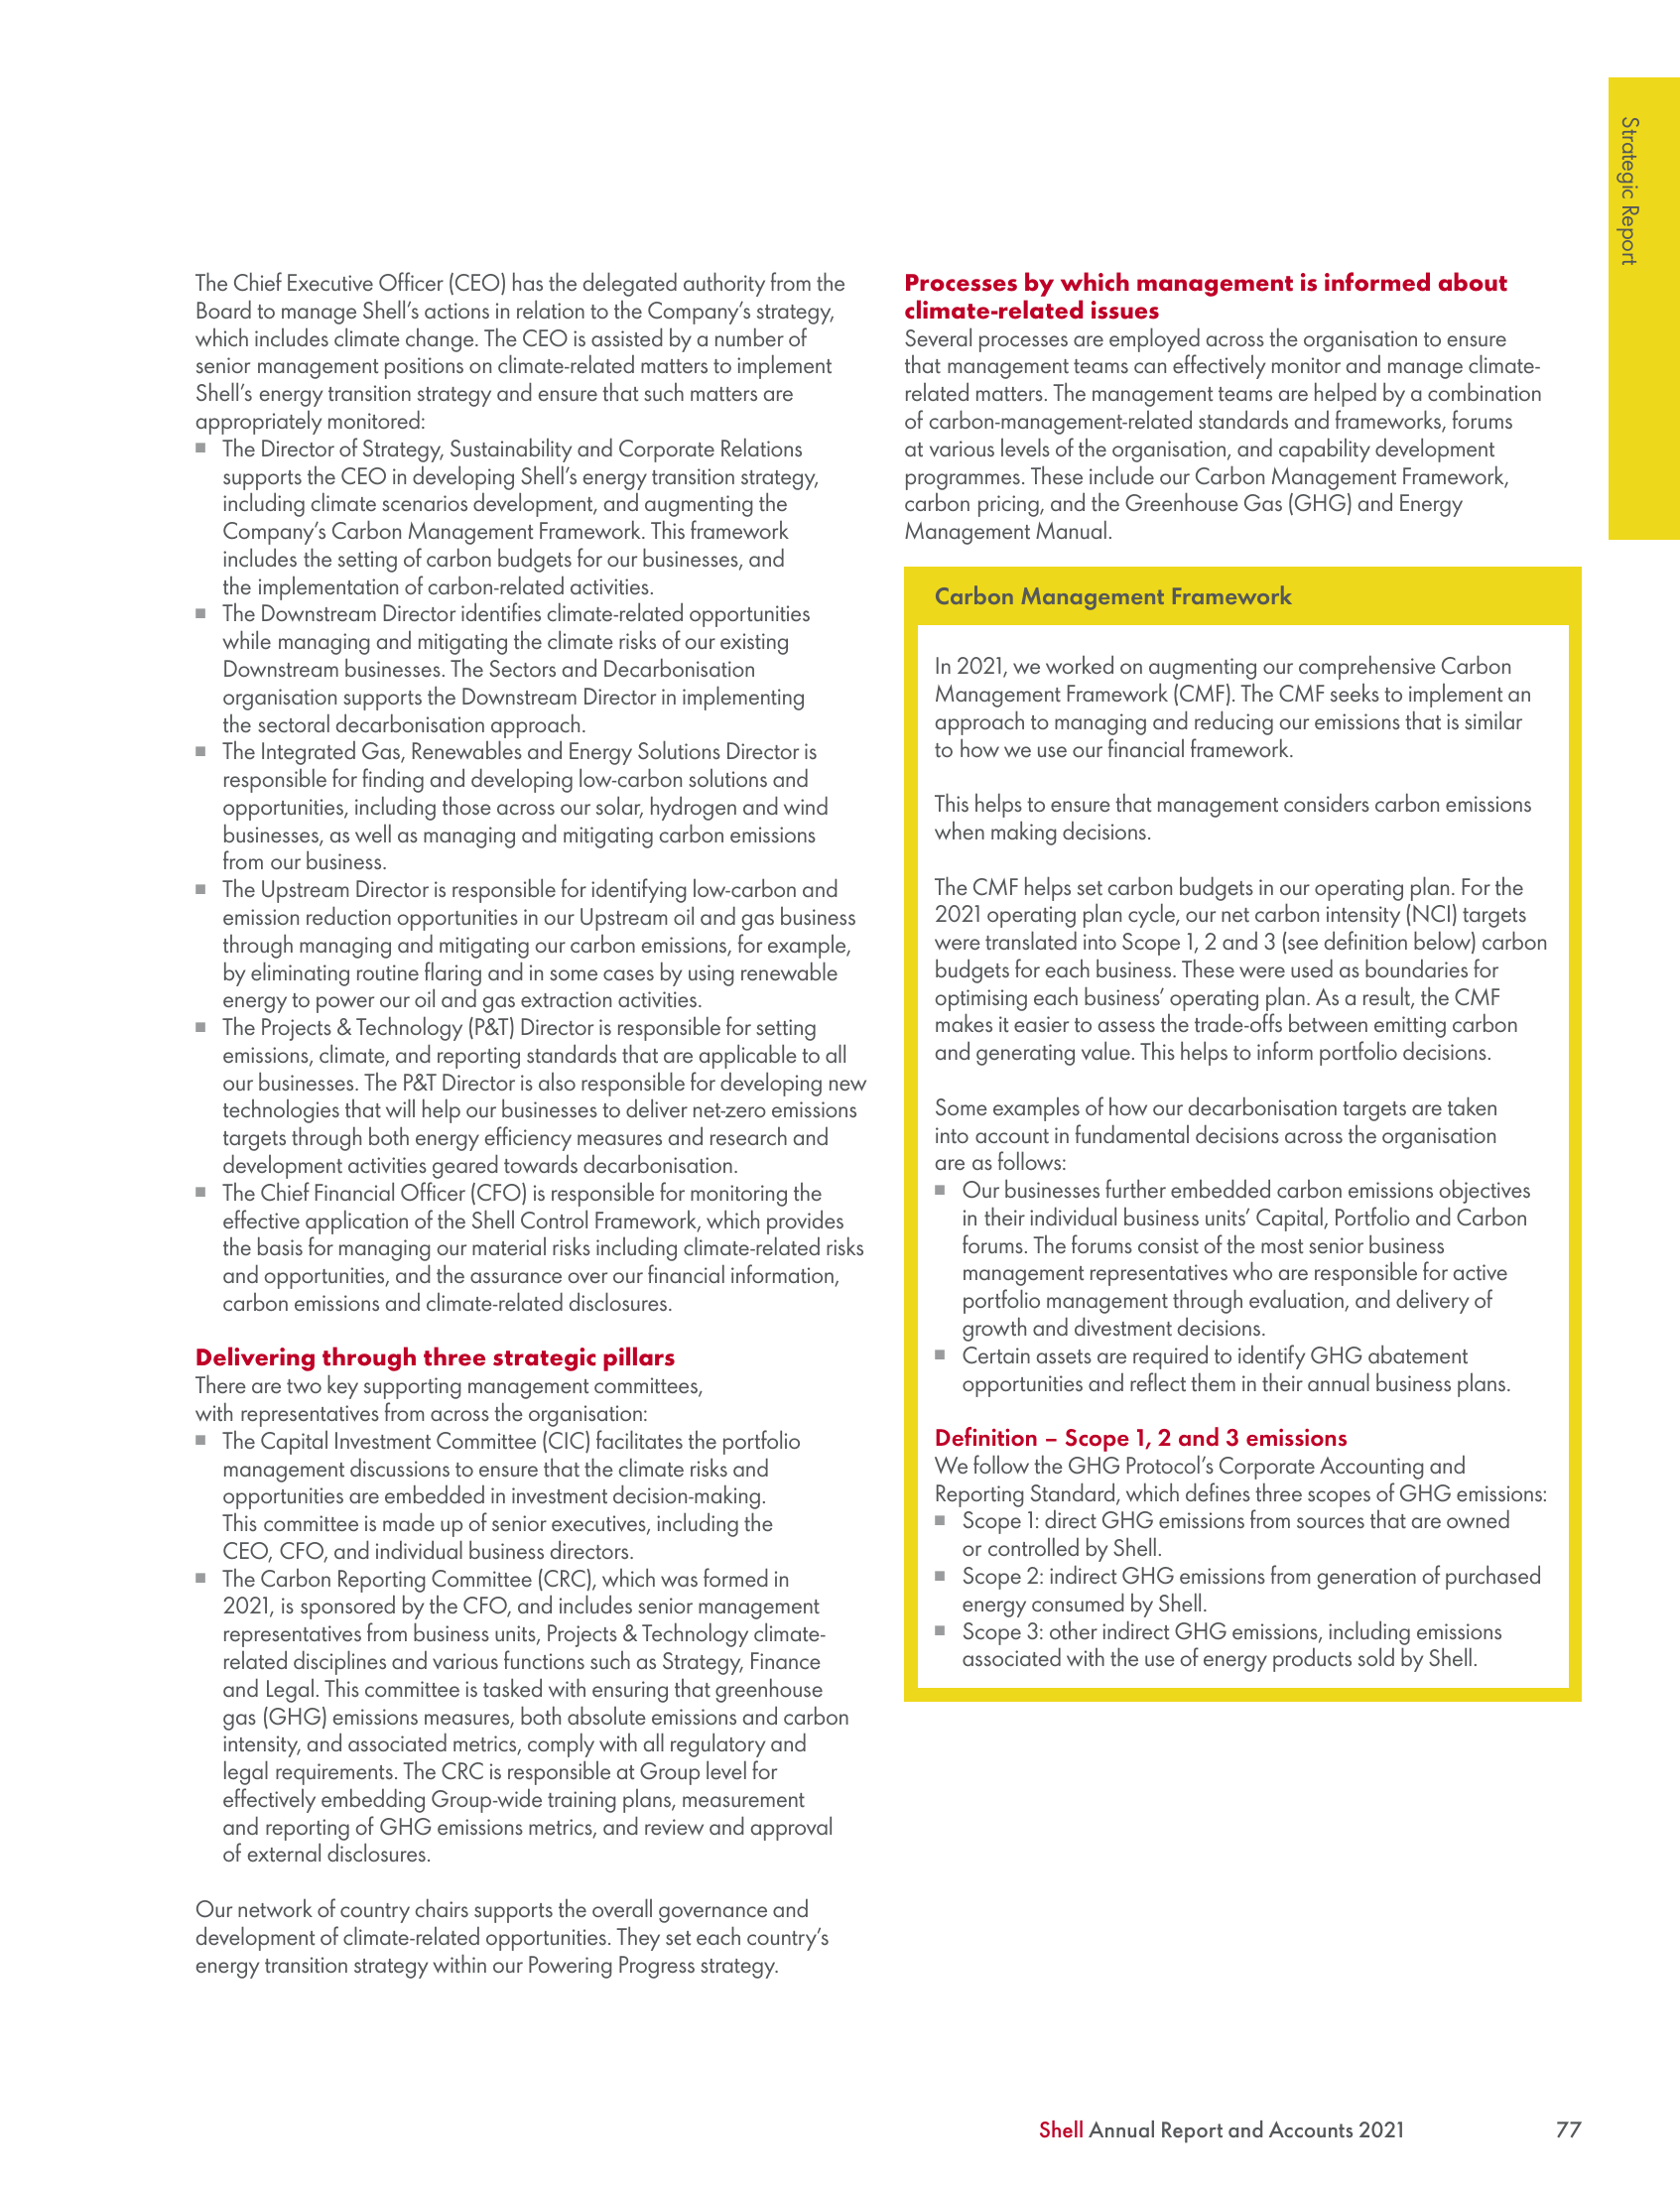 Strategic Report
The Chief Executive Officer (CEO) has the delegated authority from the
Board to manage Shell’s actions in relation to the Company’s strategy,
which includes climate change. The CEO is assisted by a number of
senior management positions on climate-related matters to implement
Shell’s energy transition strategy and ensure that such matters are
appropriately monitored:
■ The Director of Strategy, Sustainability and Corporate Relations
supports the CEO in developing Shell’s energy transition strategy,
including climate scenarios development, and augmenting the
Company’s Carbon Management Framework. This framework
includes the setting of carbon budgets for our businesses, and
the implementation of carbon-related activities.
■ The Downstream Director identifies climate-related opportunities
while managing and mitigating the climate risks of our existing
Downstream businesses. The Sectors and Decarbonisation
organisation supports the Downstream Director in implementing
the sectoral decarbonisation approach.
■ The Integrated Gas, Renewables and Energy Solutions Director is
responsible for finding and developing low-carbon solutions and
opportunities, including those across our solar, hydrogen and wind
businesses, as well as managing and mitigating carbon emissions
from our business.
■ The Upstream Director is responsible for identifying low-carbon and
emission reduction opportunities in our Upstream oil and gas business
through managing and mitigating our carbon emissions, for example,
by eliminating routine flaring and in some cases by using renewable
energy to power our oil and gas extraction activities.
■ The Projects & Technology (P&T) Director is responsible for setting
emissions, climate, and reporting standards that are applicable to all
our businesses. The P&T Director is also responsible for developing new
technologies that will help our businesses to deliver net-zero emissions
targets through both energy efficiency measures and research and
development activities geared towards decarbonisation.
■ The Chief Financial Officer (CFO) is responsible for monitoring the
effective application of the Shell Control Framework, which provides
the basis for managing our material risks including climate-related risks
and opportunities, and the assurance over our financial information,
carbon emissions and climate-related disclosures.
Delivering through three strategic pillars
There are two key supporting management committees,
with representatives from across the organisation:
■ The Capital Investment Committee (CIC) facilitates the portfolio
management discussions to ensure that the climate risks and
opportunities are embedded in investment decision-making.
This committee is made up of senior executives, including the
CEO, CFO, and individual business directors.
■ The Carbon Reporting Committee (CRC), which was formed in
2021, is sponsored by the CFO, and includes senior management
representatives from business units, Projects & Technology climate-
related disciplines and various functions such as Strategy, Finance
and Legal. This committee is tasked with ensuring that greenhouse
gas (GHG) emissions measures, both absolute emissions and carbon
intensity, and associated metrics, comply with all regulatory and
legal requirements. The CRC is responsible at Group level for
effectively embedding Group-wide training plans, measurement
and reporting of GHG emissions metrics, and review and approval
of external disclosures.
Our network of country chairs supports the overall governance and
development of climate-related opportunities. They set each country’s
energy transition strategy within our Powering Progress strategy.
Processes by which management is informed about
climate-related issues
Several processes are employed across the organisation to ensure
that management teams can effectively monitor and manage climate-
related matters. The management teams are helped by a combination
of carbon-management-related standards and frameworks, forums
at various levels of the organisation, and capability development
programmes. These include our Carbon Management Framework,
carbon pricing, and the Greenhouse Gas (GHG) and Energy
Management Manual.
Carbon Management Framework
In 2021, we worked on augmenting our comprehensive Carbon
Management Framework (CMF). The CMF seeks to implement an
approach to managing and reducing our emissions that is similar
to how we use our financial framework.
This helps to ensure that management considers carbon emissions
when making decisions.
The CMF helps set carbon budgets in our operating plan. For the
2021 operating plan cycle, our net carbon intensity (NCI) targets
were translated into Scope 1, 2 and 3 (see definition below) carbon
budgets for each business. These were used as boundaries for
optimising each business’ operating plan. As a result, the CMF
makes it easier to assess the trade-offs between emitting carbon
and generating value. This helps to inform portfolio decisions.
Some examples of how our decarbonisation targets are taken
into account in fundamental decisions across the organisation
are as follows:
■ Our businesses further embedded carbon emissions objectives
in their individual business units’ Capital, Portfolio and Carbon
forums. The forums consist of the most senior business
management representatives who are responsible for active
portfolio management through evaluation, and delivery of
growth and divestment decisions.
■ Certain assets are required to identify GHG abatement
opportunities and reflect them in their annual business plans.
Definition – Scope 1, 2 and 3 emissions
We follow the GHG Protocol’s Corporate Accounting and
Reporting Standard, which defines three scopes of GHG emissions:
■ Scope 1: direct GHG emissions from sources that are owned
or controlled by Shell.
■ Scope 2: indirect GHG emissions from generation of purchased
energy consumed by Shell.
■ Scope 3: other indirect GHG emissions, including emissions
associated with the use of energy products sold by Shell.
Shell Annual Report and Accounts 2021 77